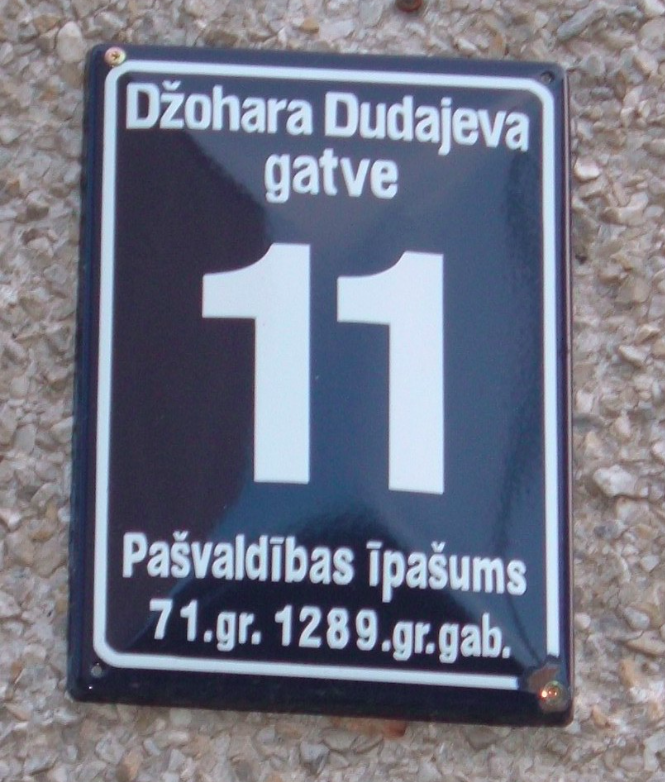 Džohara Dudajeva
gatve
11
Pašvaldības īpašums
71.gr. 1289.gr.gab.